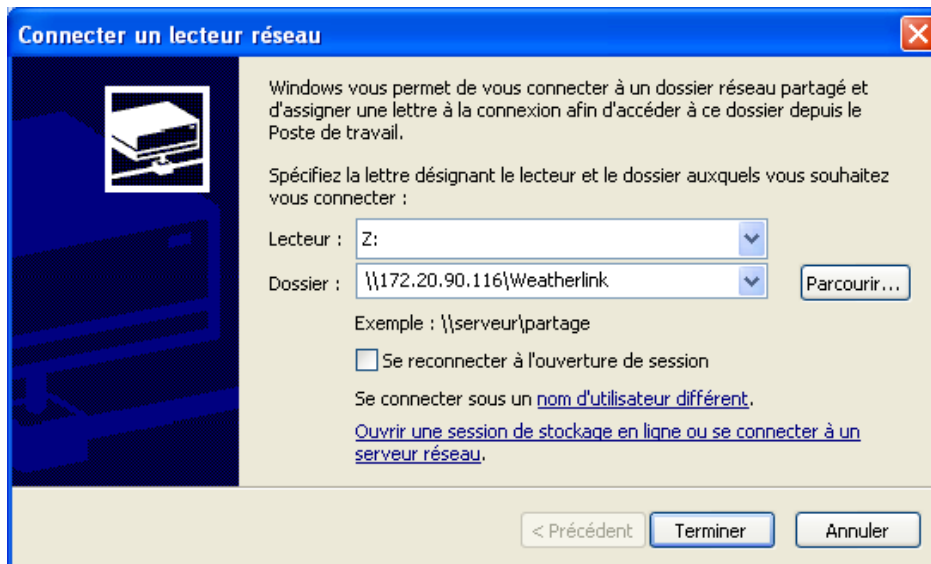 Connecter un lecteur réseau
Windows vous permet de vous connecter à un dossier réseau partagé et
d'assigner une lettre à la connexion afin d'accéder à ce dossier depuis le
Poste de travail.
Spécifiez la lettre désignant le lecteur et le dossier auxquels vous souhaitez
vous connecter :
Lecteur : Z:
Dossier : \\172.20.90.116\Weatherlink Parcourir...
Exemple : \\serveur\partage
Se reconnecter à l'ouverture de session
Se connecter sous un nom d'utilisateur différent.
Ouvrir une session de stockage en ligne ou se connecter à un
serveur réseau.
< Précédent Terminer Annuler